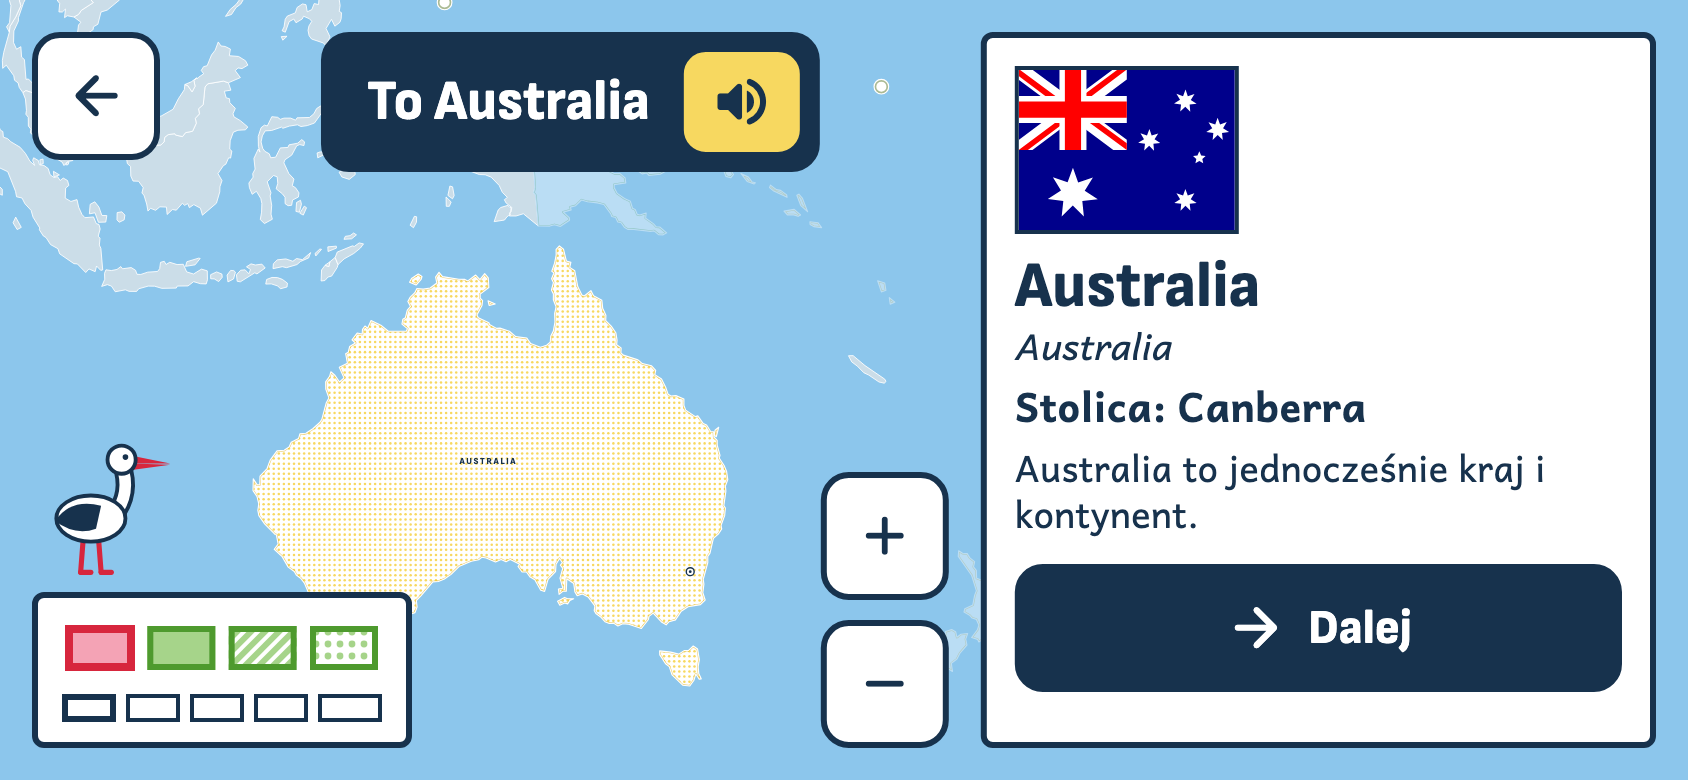 To Australia
Australia
Australia
Stolica: Canberra
Australia to jednocześnie kraj i
kontynent.
Dalej
AUSTRALIA